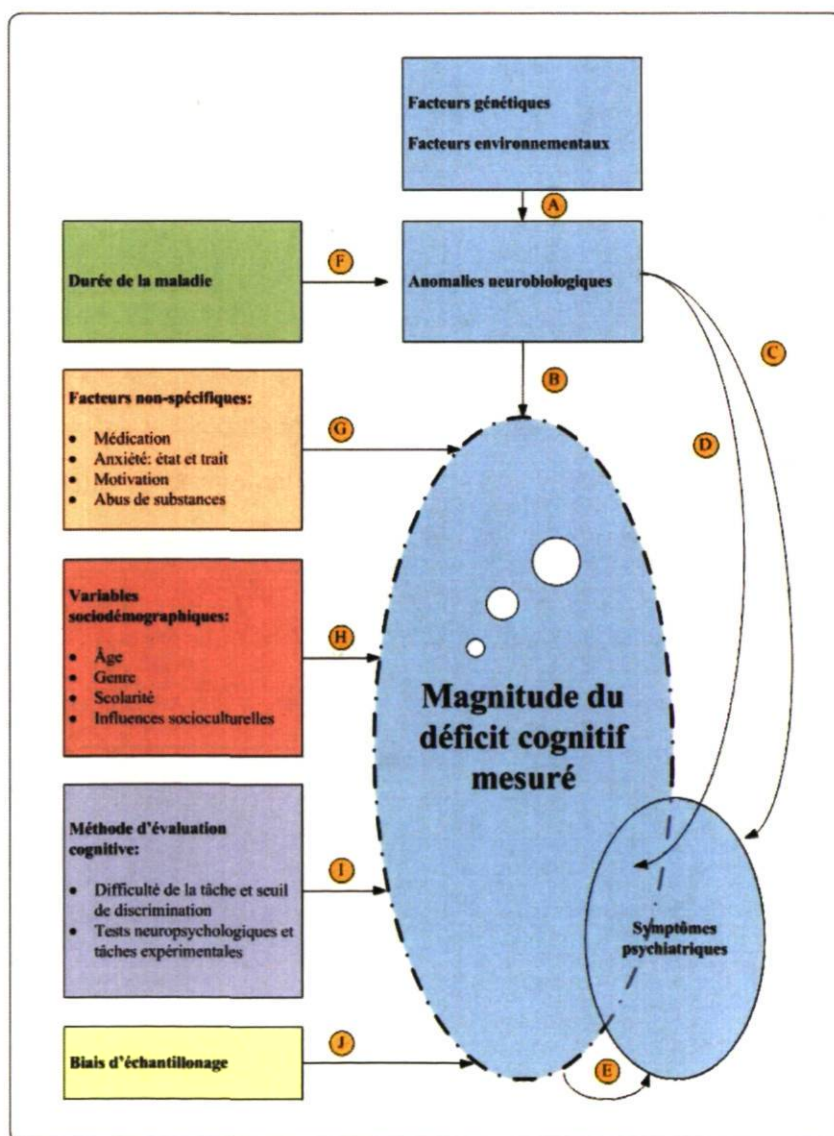 Facteurs génétiques
Facteurs environnementaux
A
Durée de la maladie
F
Anomalies neurobiologiques
C
B
D
Facteurs non-spécifiques:
• Médication
• Anxiété: état et trait
• Motivation
• Abus de substances
G
Variables
sociodémographiques:
• Âge
• Genre
• Scolarité
• Influences socioculturelles
H
Magnitude du
déficit cognitif
mesuré
Méthode d'évaluation
cognitive:
• Difficulté de la tâche et seuil
de discrimination
• Tests neuropsychologiques et
tâches expérimentales
I
Symptômes
psychiatriques
Biais d'échantillonage
J
E